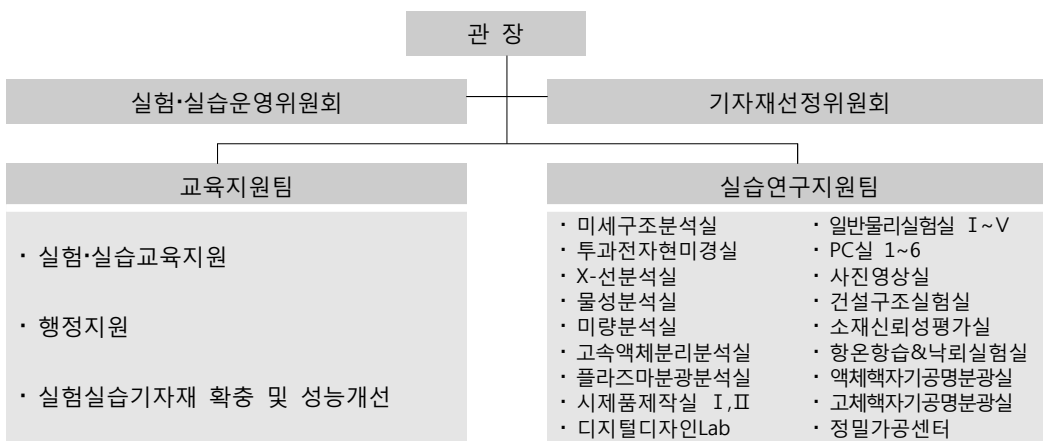 관 장
실험·실습운영위원회
기자재선정위원회
교육지원팀
· 실험·실습교육지원
· 행정지원
· 실험실습기자재 확충 및 성능개선
실습연구지원팀
· 미세구조분석실
· 투과전자현미경실
· X-선분석실
· 물성분석실
· 미량분석실
· 고속액체분리분석실
· 플라즈마분광분석실
· 시제품제작실 Ⅰ,Ⅱ
· 디지털디자인Lab
· 일반물리실험실 Ⅰ~Ⅴ
· PC실 1~6
· 사진영상실
· 건설구조실험실
· 소재신뢰성평가실
· 항온항습&낙뢰실험실
· 액체핵자기공명분광실
· 고체핵자기공명분광실
· 정밀가공센터